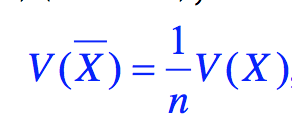 V(X̅) = 1/n V(X),